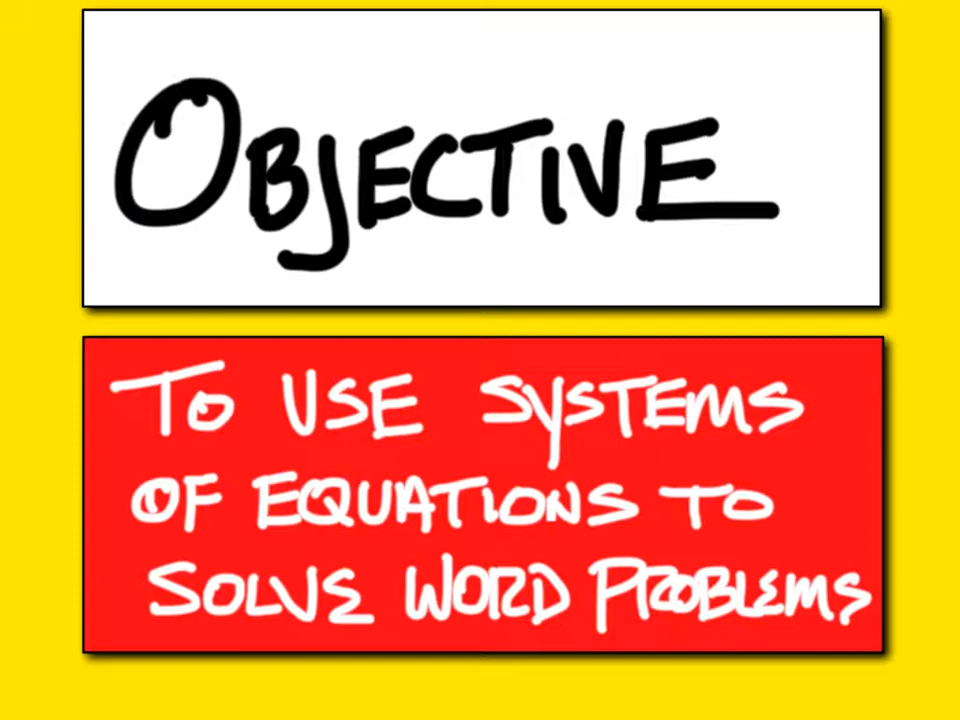 OBJECTIVE
TO USE SYSTEMS
OF EQUATIONS TO
SOLVE WORD PROBLEMS